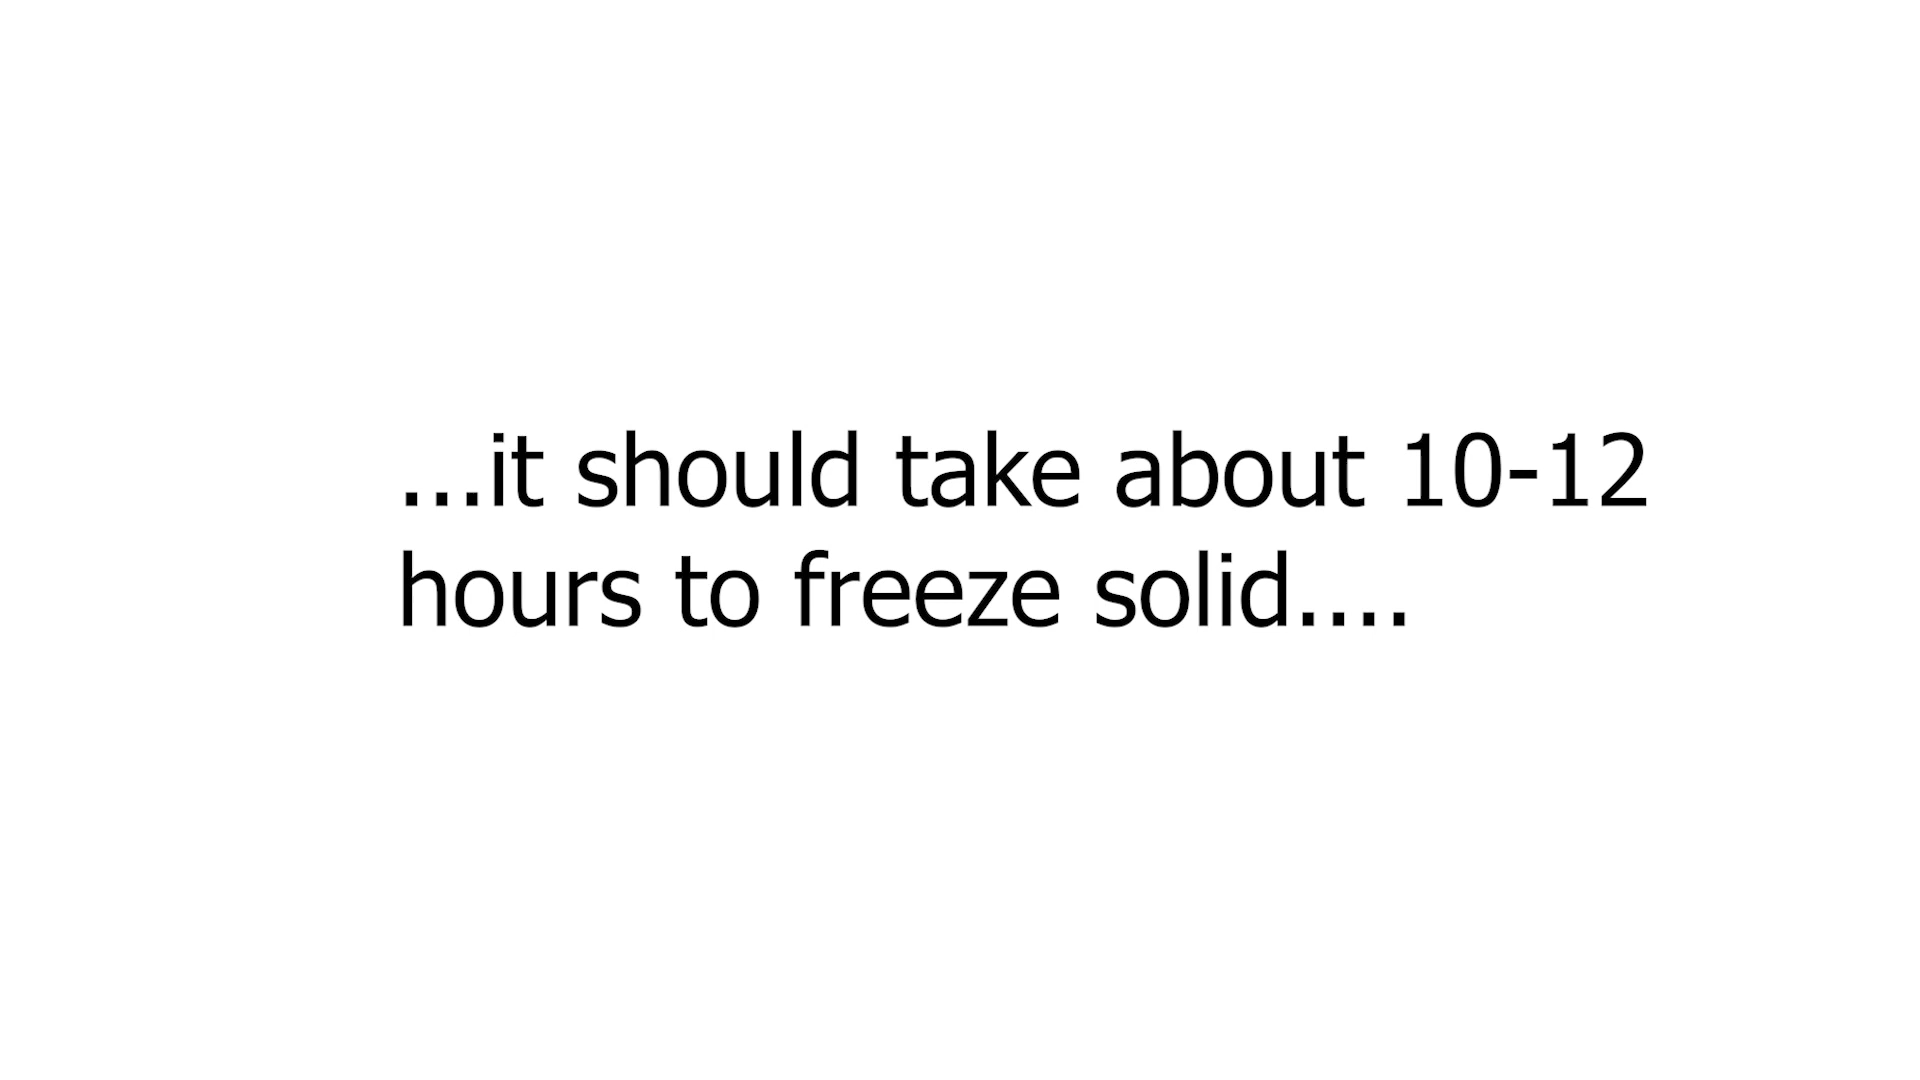 ...it should take about 10-12
hours to freeze solid....